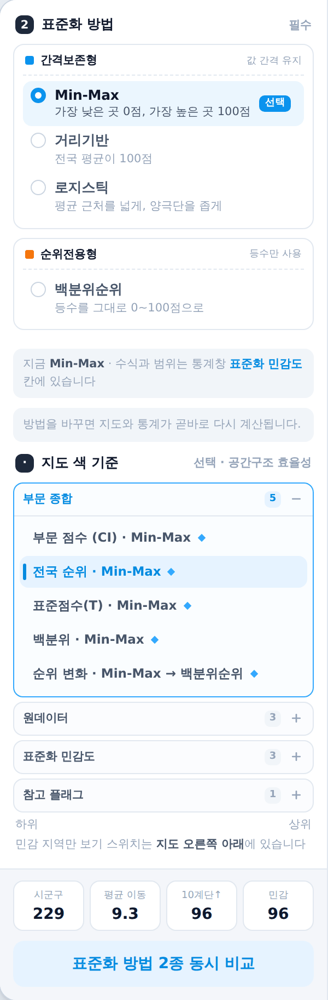 2 표준화 방법 필수
간격보존형 값 간격 유지
Min-Max
가장 낮은 곳 0점, 가장 높은 곳 100점 선택
거리기반
전국 평균이 100점
로지스틱
평균 근처를 넓게, 양극단을 좁게
순위전용형 등수만 사용
백분위순위
등수를 그대로 0~100점으로
지금 Min-Max · 수식과 범위는 통계창 표준화 민감도
칸에 있습니다
방법을 바꾸면 지도와 통계가 곧바로 다시 계산됩니다.
· 지도 색 기준 선택 · 공간구조 효율성
부문 종합 5 −
부문 점수 (CI) · Min-Max ◆
전국 순위 · Min-Max ◆
표준점수(T) · Min-Max ◆
백분위 · Min-Max ◆
순위 변화 · Min-Max → 백분위순위 ◆
원데이터 3 +
표준화 민감도 3 +
참고 플래그 1 +
하위 상위
민감 지역만 보기 스위치는 지도 오른쪽 아래에 있습니다
시군구 평균 이동 10계단↑ 민감
229 9.3 96 96
표준화 방법 2종 동시 비교